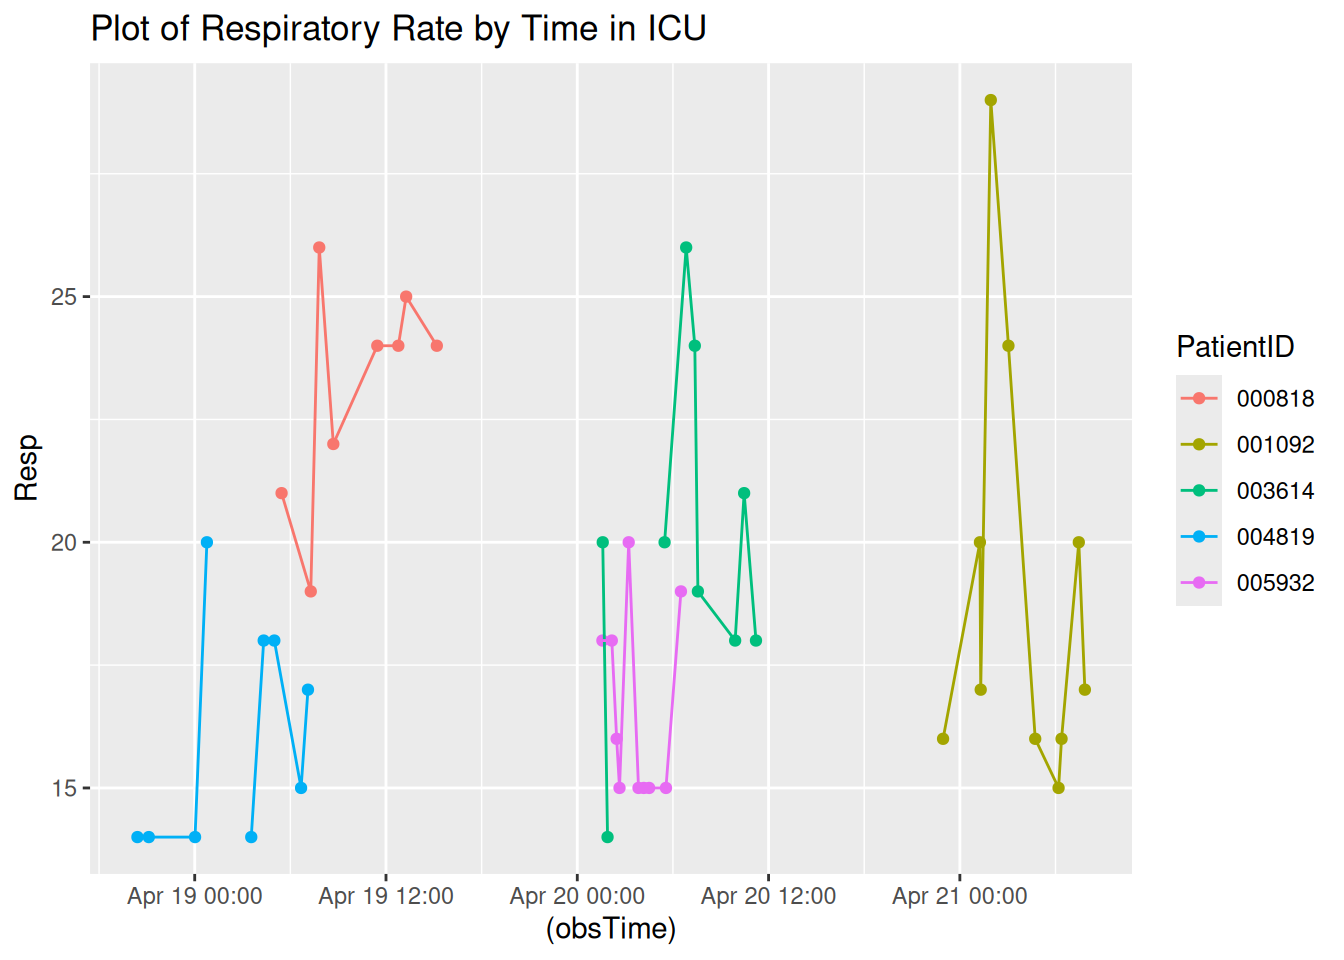 Plot of Respiratory Rate by Time in ICU
Resp
25
20
15
Apr 19 00:00 Apr 19 12:00 Apr 20 00:00 Apr 20 12:00 Apr 21 00:00
(obsTime)
PatientID
000818
001092
003614
004819
005932